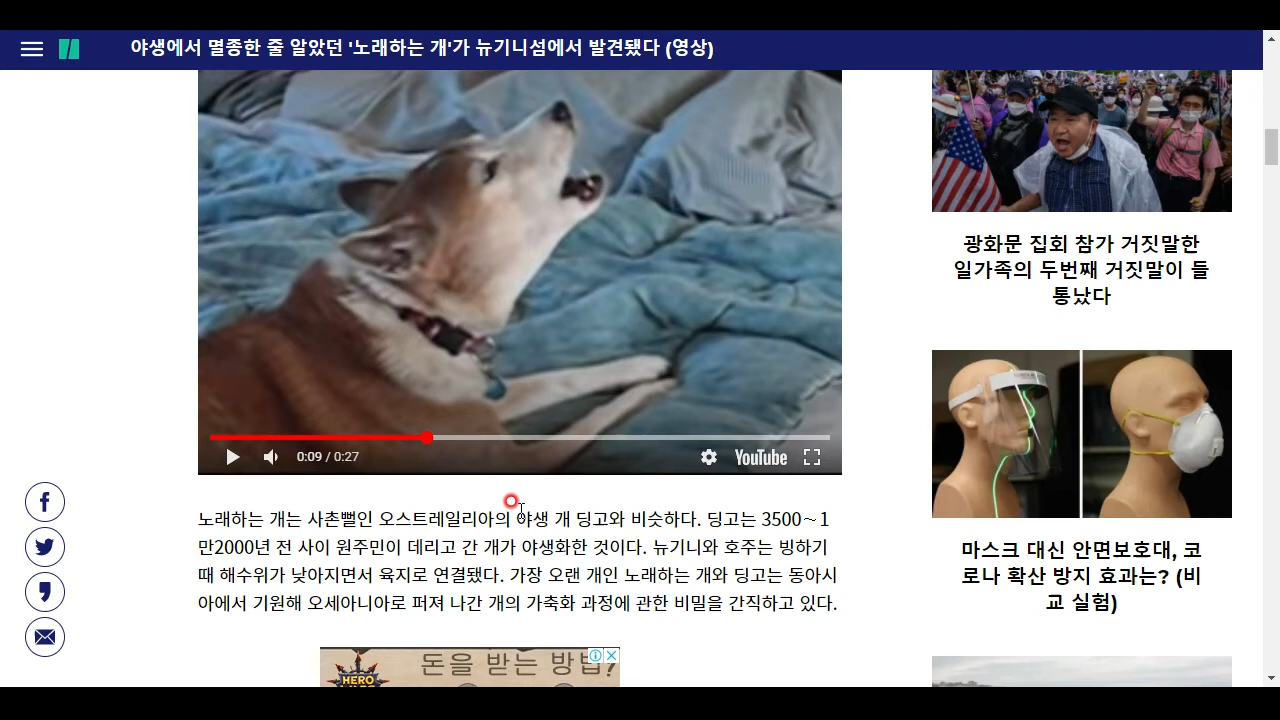 야생에서 멸종한 줄 알았던 '노래하는 개'가 뉴기니섬에서 발견됐다 (영상)
0:09 / 0:27
YouTube
노래하는 개는 사촌뻘인 오스트레일리아의 야생 개 딩고와 비슷하다. 딩고는 3500~1
만2000년 전 사이 원주민이 데리고 간 개가 야생화한 것이다. 뉴기니와 호주는 빙하기
때 해수위가 낮아지면서 육지로 연결됐다. 가장 오랜 개인 노래하는 개와 딩고는 동아시
아에서 기원해 오세아니아로 퍼져 나간 개의 가축화 과정에 관한 비밀을 간직하고 있다.
돈을 받는 방법?
HERO
WARS
광화문 집회 참가 거짓말한
일가족의 두번째 거짓말이 들
통났다
마스크 대신 안면보호대, 코
로나 확산 방지 효과는? (비
교 실험)